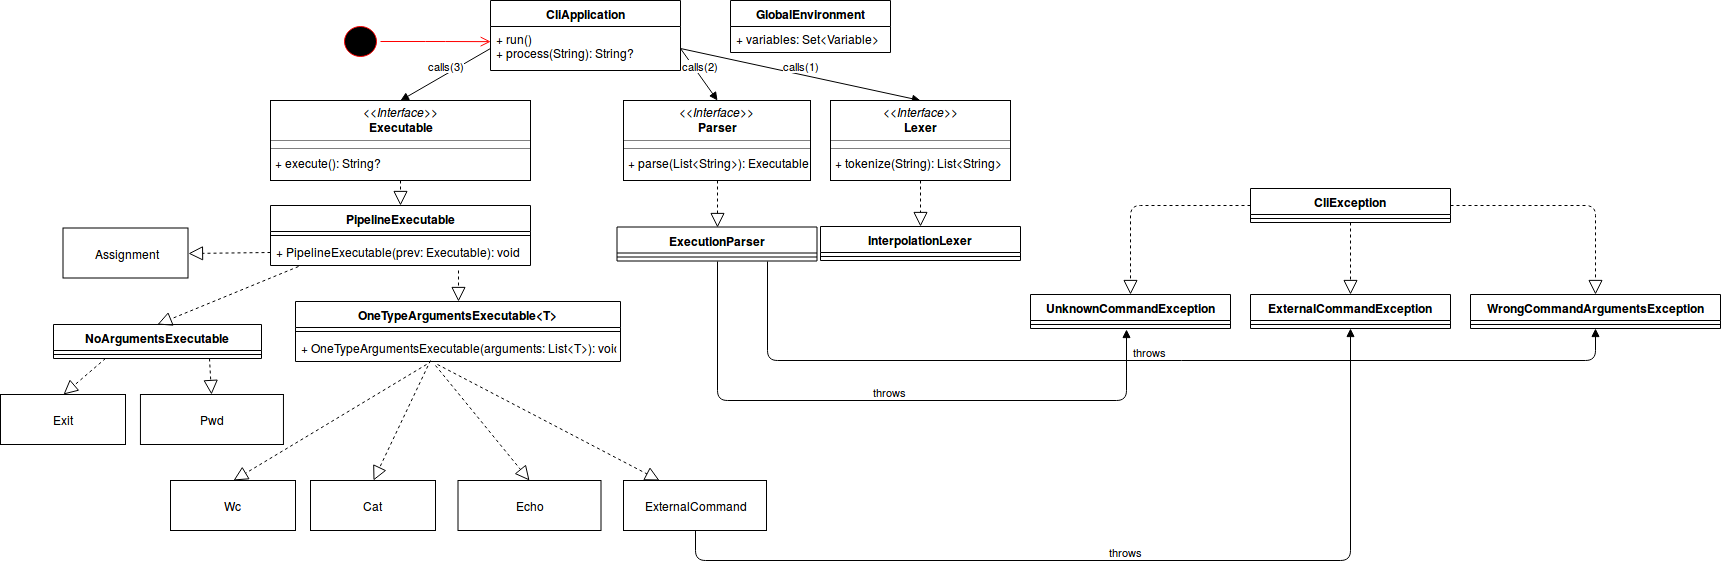 CliApplication
+ run()
+ process(String): String?
GlobalEnvironment
+ variables: Set<Variable>
calls(3)
calls(2)
calls(1)
<<Interface>>
Executable
+ execute(): String?
<<Interface>>
Parser
+ parse(List<String>): Executable
<<Interface>>
Lexer
+ tokenize(String): List<String>
PipelineExecutable
+ PipelineExecutable(prev: Executable): void
Assignment
ExecutionParser
InterpolationLexer
CliException
UnknownCommandException
ExternalCommandException
WrongCommandArgumentsException
NoArgumentsExecutable
OneTypeArgumentsExecutable<T>
+ OneTypeArgumentsExecutable(arguments: List<T>): void
throws
throws
Exit
Pwd
Wc
Cat
Echo
ExternalCommand
throws